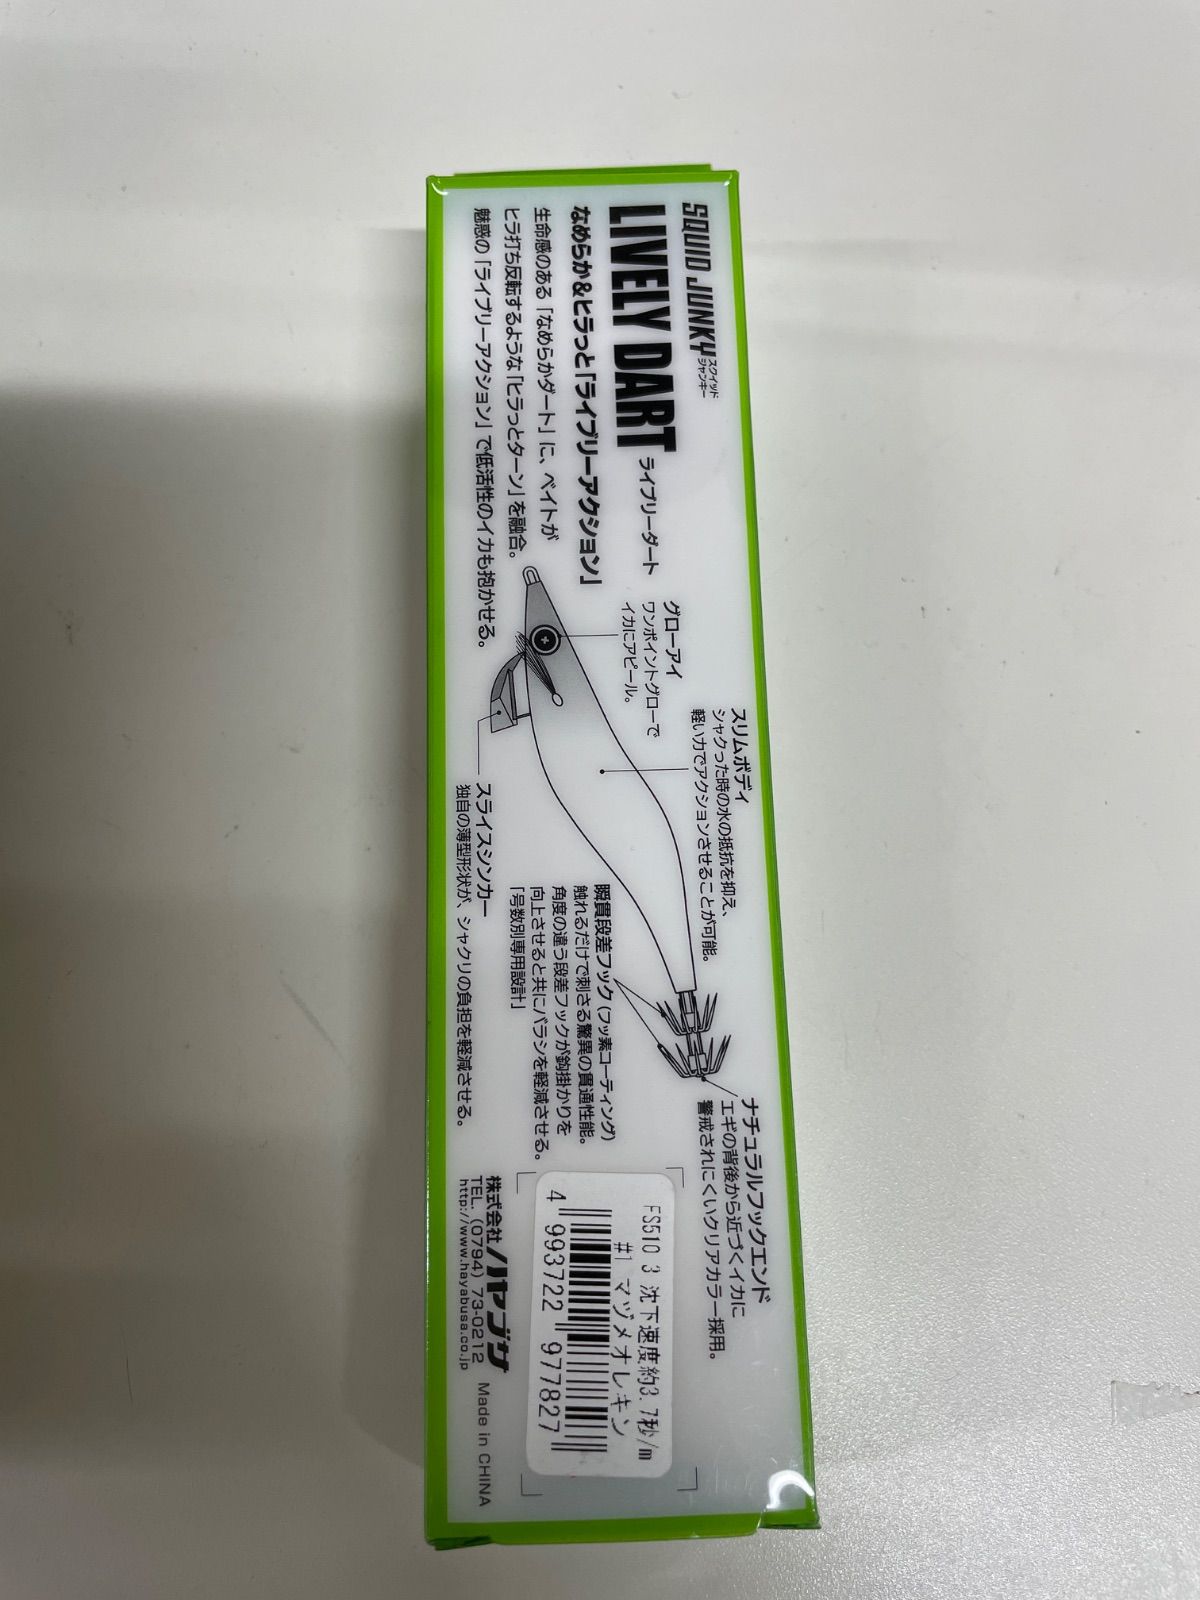 SQUID JUNKY スクイッド
ジャンキー
LIVELY DART ライブリーダート
なめらか&ヒラっと「ライブリーアクション」
生命感のある「なめらかダート」に、ベイトが
ヒラ打ち反転するような「ヒラっとターン」を融合。
魅惑の「ライブリーアクション」で低活性のイカも抱かせる。
グローアイ
ワンポイントグローで
イカにアピール。
スリムボディ
シャクった時の水の抵抗を抑え、
軽い力でアクションさせることが可能。
スライスシンカー
独自の薄型形状が、シャクリの負担を軽減させる。
瞬貫段差フック(フッ素コーティング)
触れるだけで刺さる驚異の貫通性能。
角度の違う段差フックが鈎掛かりを
向上させると共にバラシを軽減させる。
「号数別専用設計」
ナチュラルフックエンド
エギの背後から近づくイカに
警戒されにくいクリアカラー採用。
FS510 3 沈下速度約3.7秒/m
#1 マヅメオレキン
4 993722 977827
株式会社ハヤブサ
TEL.(0794)73-0212
http://www.hayabusa.co.jp
Made in CHINA